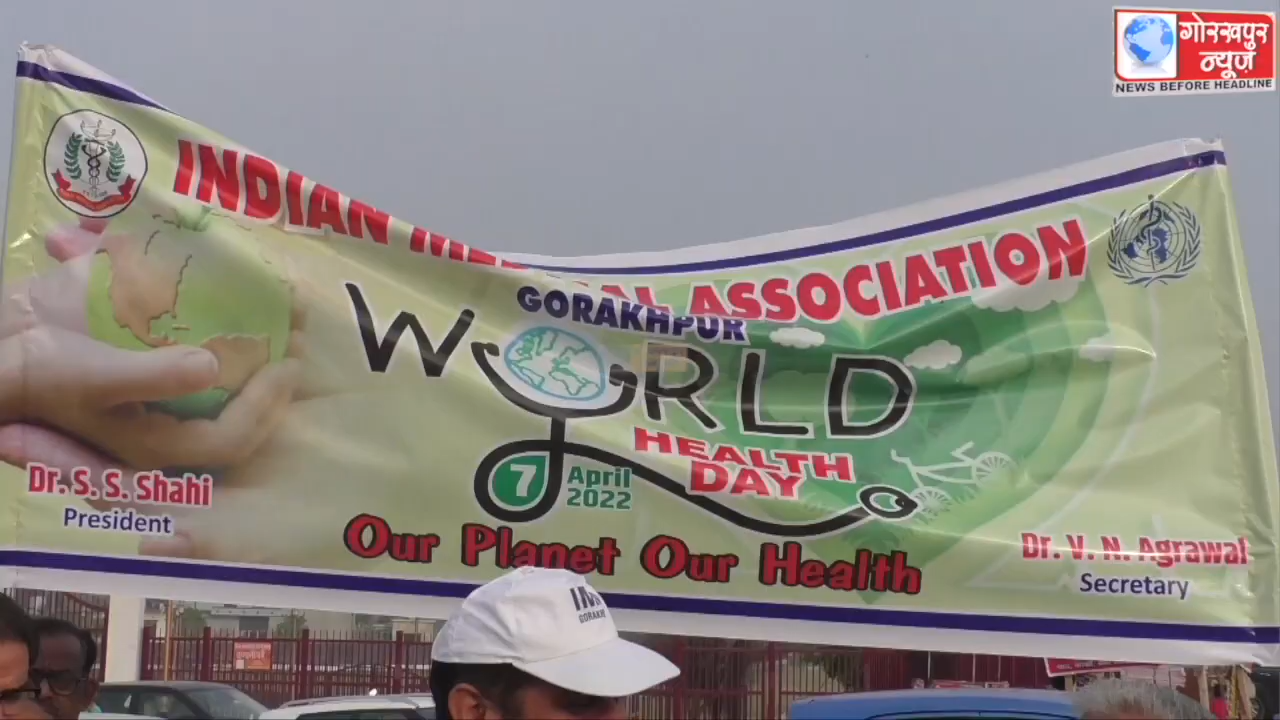 गोरखपुर
न्यूज़
NEWS BEFORE HEADLINE
INDIAN ASSOCIATION
GORAKHPUR
WORLD
HEALTH
DAY
7 April
2022
Our Planet Our Health
Dr. S. S. Shahi
President
Dr. V. N. Agrawal
Secretary